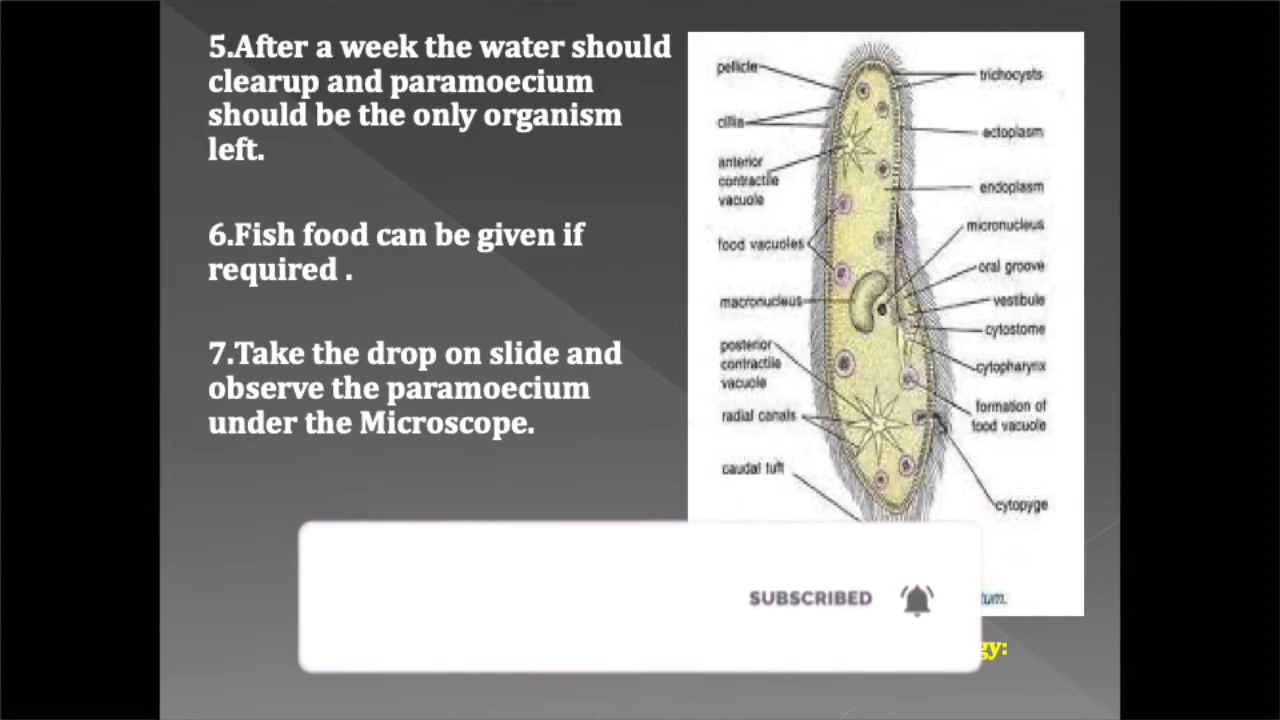 5.After a week the water should
clearup and paramoecium
should be the only organism
left.
6.Fish food can be given if
required .
7.Take the drop on slide and
observe the paramoecium
under the Microscope.
pellicle
cillia
anterior
contractile
vacuole
food vacuoles
macronucleus
posterior
contractile
vacuole
radial canals
caudal tuft
trichocysts
ectoplasm
endoplasm
micronucleus
oral groove
vestibule
cytostome
cytopharynx
formation of
food vacuole
cytopyge
SUBSCRIBED